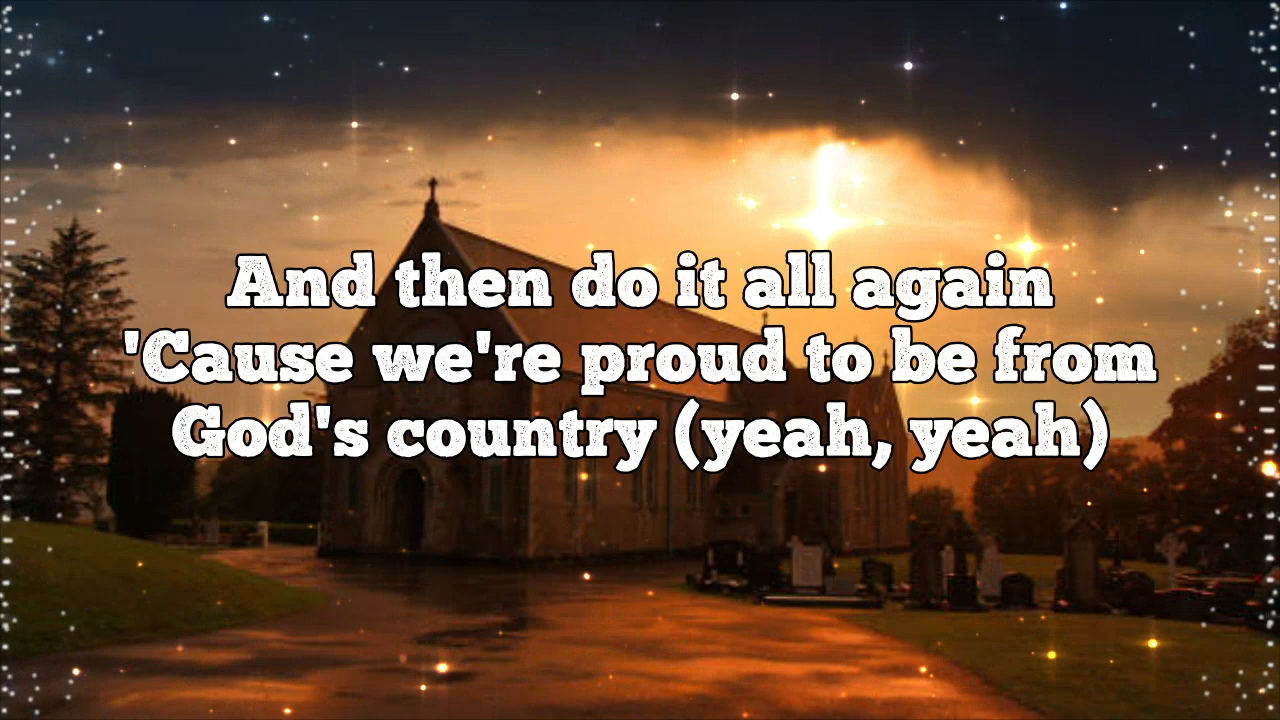 And then do it all again
'Cause we're proud to be from
God's country (yeah, yeah)